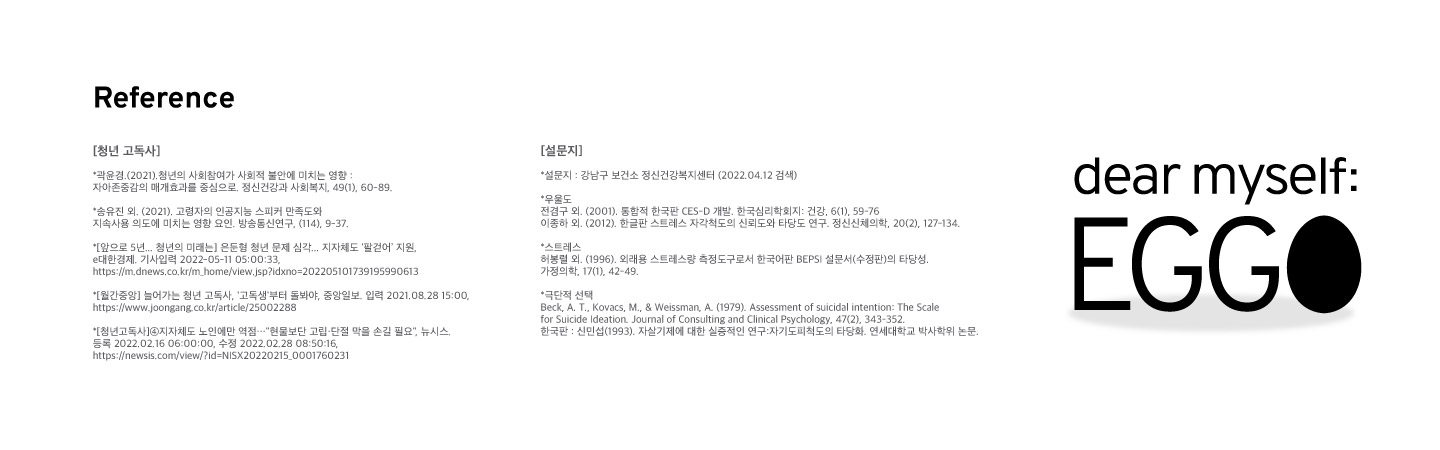 Reference
[청년 고독사]
*곽윤경.(2021).청년의 사회참여가 사회적 불안에 미치는 영향 :
자아존중감의 매개효과를 중심으로. 정신건강과 사회복지, 49(1), 60-89.
*송유진 외. (2021). 고령자의 인공지능 스피커 만족도와
지속사용 의도에 미치는 영향 요인. 방송통신연구, (114), 9-37.
*[앞으로 5년... 청년의 미래는] 은둔형 청년 문제 심각... 지자체도 '팔걷어' 지원,
e대한경제. 기사입력 2022-05-11 05:00:33,
https://m.dnews.co.kr/m_home/view.jsp?idxno=202205101739195990613
*[월간중앙] 늘어가는 청년 고독사, '고독생'부터 돌봐야, 중앙일보. 입력 2021.08.28 15:00,
https://www.joongang.co.kr/article/25002288
*[청년고독사]④지자체도 노인에만 역점…"현물보단 고립·단절 막을 손길 필요", 뉴시스.
등록 2022.02.16 06:00:00, 수정 2022.02.28 08:50:16,
https://newsis.com/view/?id=NISX20220215_0001760231
[설문지]
*설문지 : 강남구 보건소 정신건강복지센터 (2022.04.12 검색)
*우울도
전겸구 외. (2001). 통합적 한국판 CES-D 개발. 한국심리학회지: 건강, 6(1), 59-76
이종하 외. (2012). 한글판 스트레스 자각척도의 신뢰도와 타당도 연구. 정신신체의학, 20(2), 127-134.
*스트레스
허봉렬 외. (1996). 외래용 스트레스량 측정도구로서 한국어판 BEPSI 설문서(수정판)의 타당성.
가정의학, 17(1), 42-49.
*극단적 선택
Beck, A. T., Kovacs, M., & Weissman, A. (1979). Assessment of suicidal intention: The Scale
for Suicide Ideation. Journal of Consulting and Clinical Psychology, 47(2), 343-352.
한국판 : 신민섭(1993). 자살기제에 대한 실증적인 연구:자기도피척도의 타당화. 연세대학교 박사학위 논문.
dear myself:
EGGO